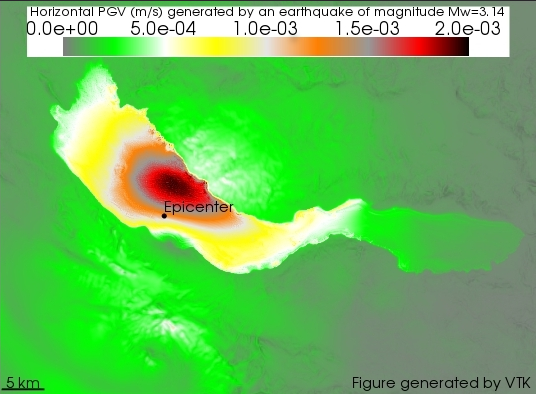 Horizontal PGV (m/s) generated by an earthquake of magnitude Mw=3.14
0.0e+00 5.0e-04 1.0e-03 1.5e-03 2.0e-03
Epicenter
5 km Figure generated by VTK